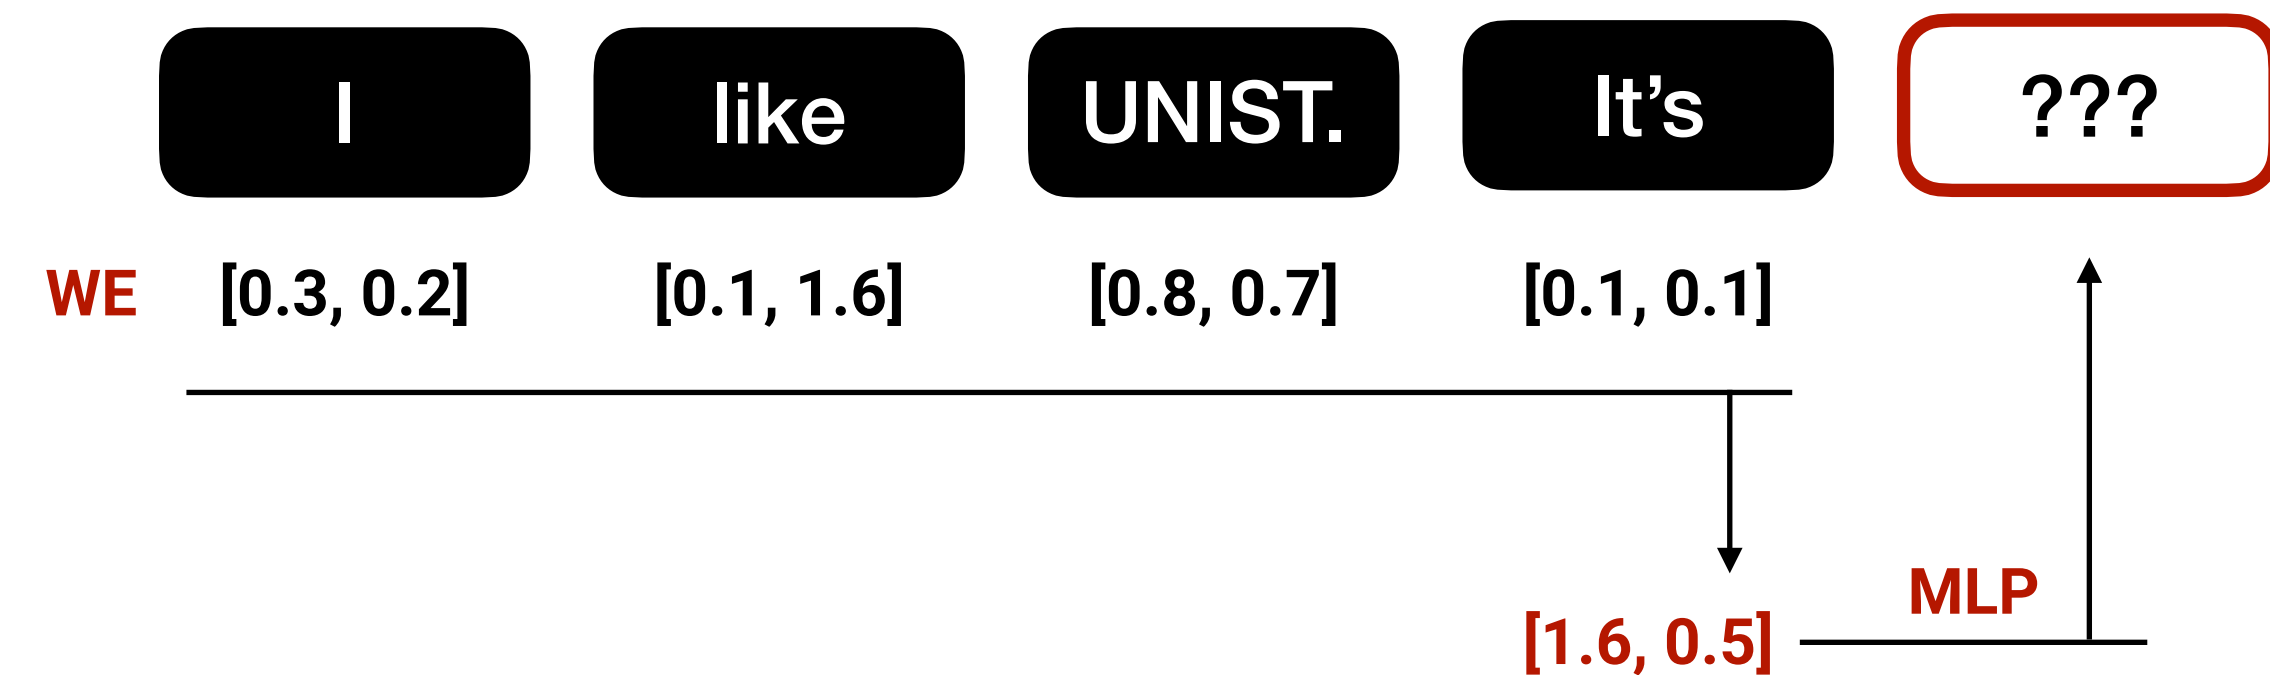 I like UNIST. It’s ???
WE [0.3, 0.2] [0.1, 1.6] [0.8, 0.7] [0.1, 0.1]
MLP
[1.6, 0.5]